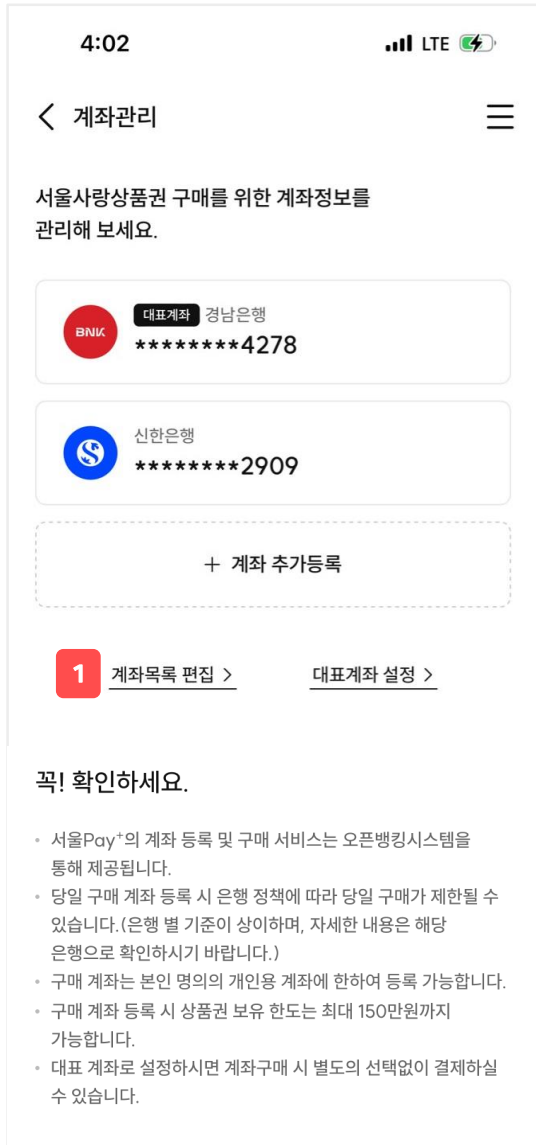 4:02
LTE
계좌관리
서울사랑상품권 구매를 위한 계좌정보를
관리해 보세요.
BNK
대표계좌 경남은행
********4278
신한은행
********2909
+ 계좌 추가등록
1 계좌목록 편집 >
대표계좌 설정 >
꼭! 확인하세요.
• 서울Pay⁺의 계좌 등록 및 구매 서비스는 오픈뱅킹시스템을
통해 제공됩니다.
• 당일 구매 계좌 등록 시 은행 정책에 따라 당일 구매가 제한될 수
있습니다.(은행 별 기준이 상이하며, 자세한 내용은 해당
은행으로 확인하시기 바랍니다.)
• 구매 계좌는 본인 명의의 개인용 계좌에 한하여 등록 가능합니다.
• 구매 계좌 등록 시 상품권 보유 한도는 최대 150만원까지
가능합니다.
• 대표 계좌로 설정하시면 계좌구매 시 별도의 선택없이 결제하실
수 있습니다.